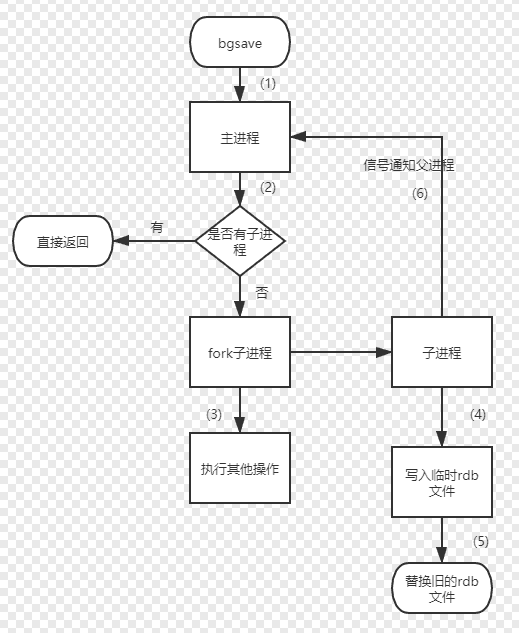 bgsave
(1)
主进程
信号通知父进程
(2)
(6)
有
是否有子进
程
直接返回
否
fork子进程
子进程
(3)
(4)
执行其他操作
写入临时rdb
文件
(5)
替换旧的rdb
文件